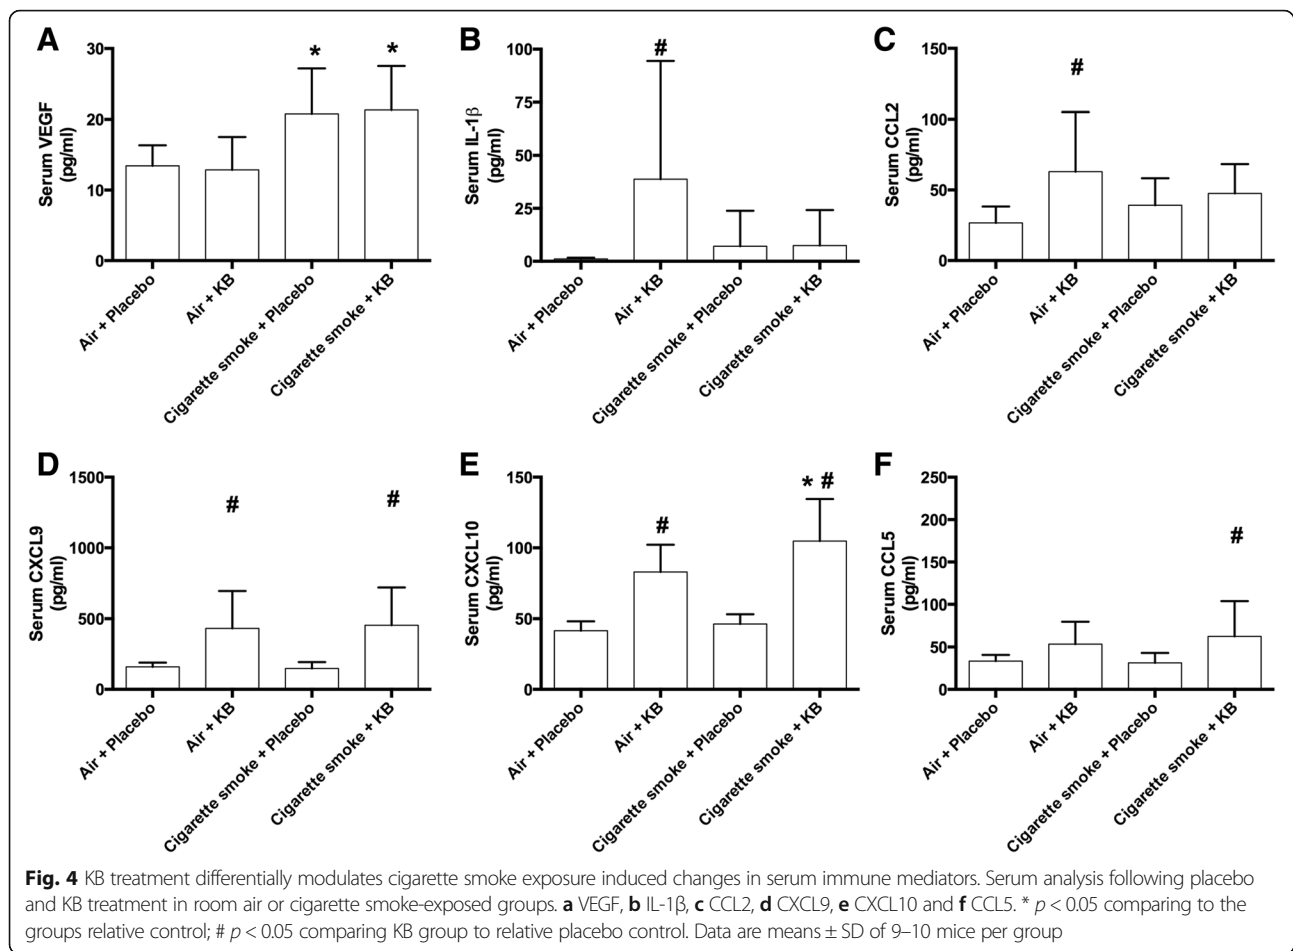 A
30
20
10
0
Serum VEGF
(pg/ml)
*
*
Air + Placebo
Air + KB
Cigarette smoke + Placebo
Cigarette smoke + KB
B
100
75
50
25
0
Serum IL-1β
(pg/ml)
#
Air + Placebo
Air + KB
Cigarette smoke + Placebo
Cigarette smoke + KB
C
150
100
50
0
Serum CCL2
(pg/ml)
#
Air + Placebo
Air + KB
Cigarette smoke + Placebo
Cigarette smoke + KB
D
1500
1000
500
0
Serum CXCL9
(pg/ml)
#
#
Air + Placebo
Air + KB
Cigarette smoke + Placebo
Cigarette smoke + KB
E
150
100
50
0
Serum CXCL10
(pg/ml)
#
* #
Air + Placebo
Air + KB
Cigarette smoke + Placebo
Cigarette smoke + KB
F
250
200
150
100
50
0
Serum CCL5
(pg/ml)
#
Air + Placebo
Air + KB
Cigarette smoke + Placebo
Cigarette smoke + KB
Fig. 4 KB treatment differentially modulates cigarette smoke exposure induced changes in serum immune mediators. Serum analysis following placebo
and KB treatment in room air or cigarette smoke-exposed groups. a VEGF, b IL-1β, c CCL2, d CXCL9, e CXCL10 and f CCL5. * p < 0.05 comparing to the
groups relative control; # p < 0.05 comparing KB group to relative placebo control. Data are means ± SD of 9–10 mice per group